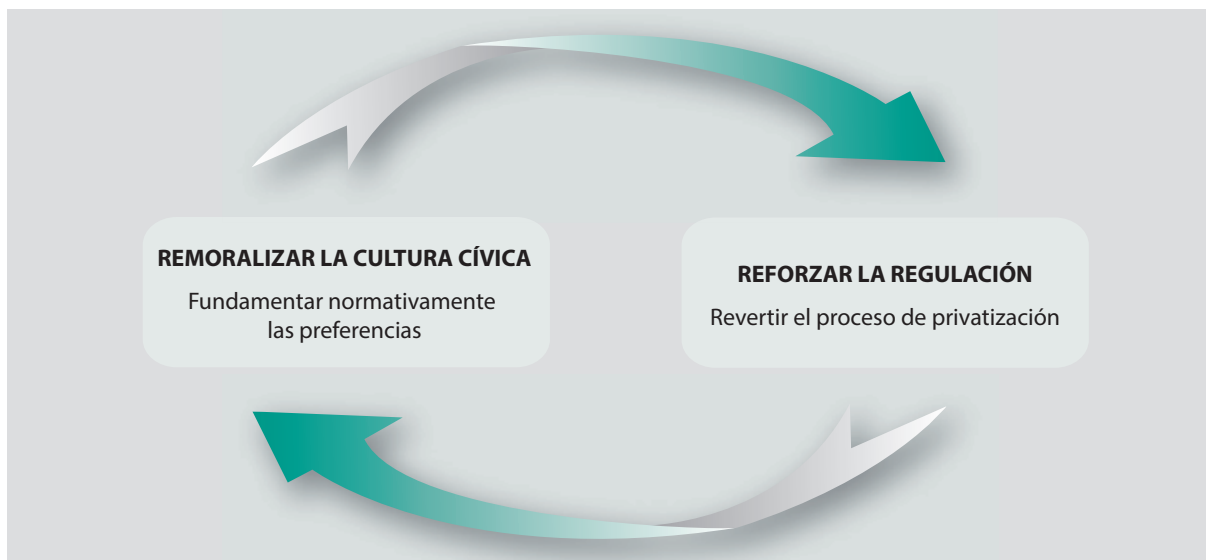 REMORALIZAR LA CULTURA CÍVICA
Fundamentar normativamente
las preferencias
REFORZAR LA REGULACIÓN
Revertir el proceso de privatización